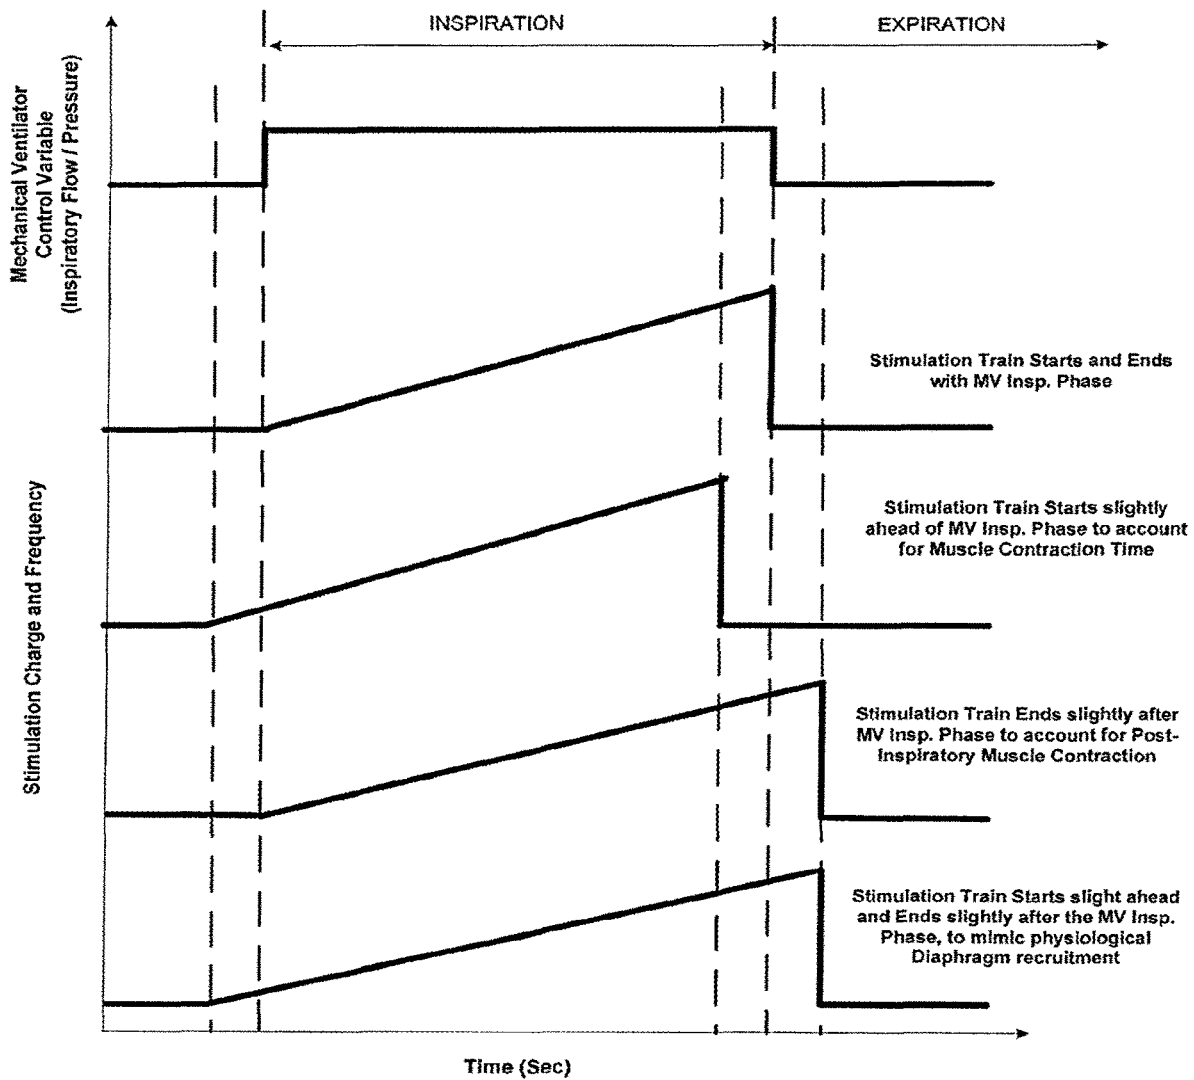 INSPIRATION
EXPIRATION
Mechanical Ventilator
Control Variable
(Inspiratory Flow / Pressure)
Stimulation Train Starts and Ends
with MV Insp. Phase
Stimulation Train Starts slightly
ahead of MV Insp. Phase to account
for Muscle Contraction Time
Stimulation Charge and Frequency
Stimulation Train Ends slightly after
MV Insp. Phase to account for Post-
Inspiratory Muscle Contraction
Stimulation Train Starts slight ahead
and Ends slightly after the MV Insp.
Phase, to mimic physiological
Diaphragm recruitment
Time (Sec)